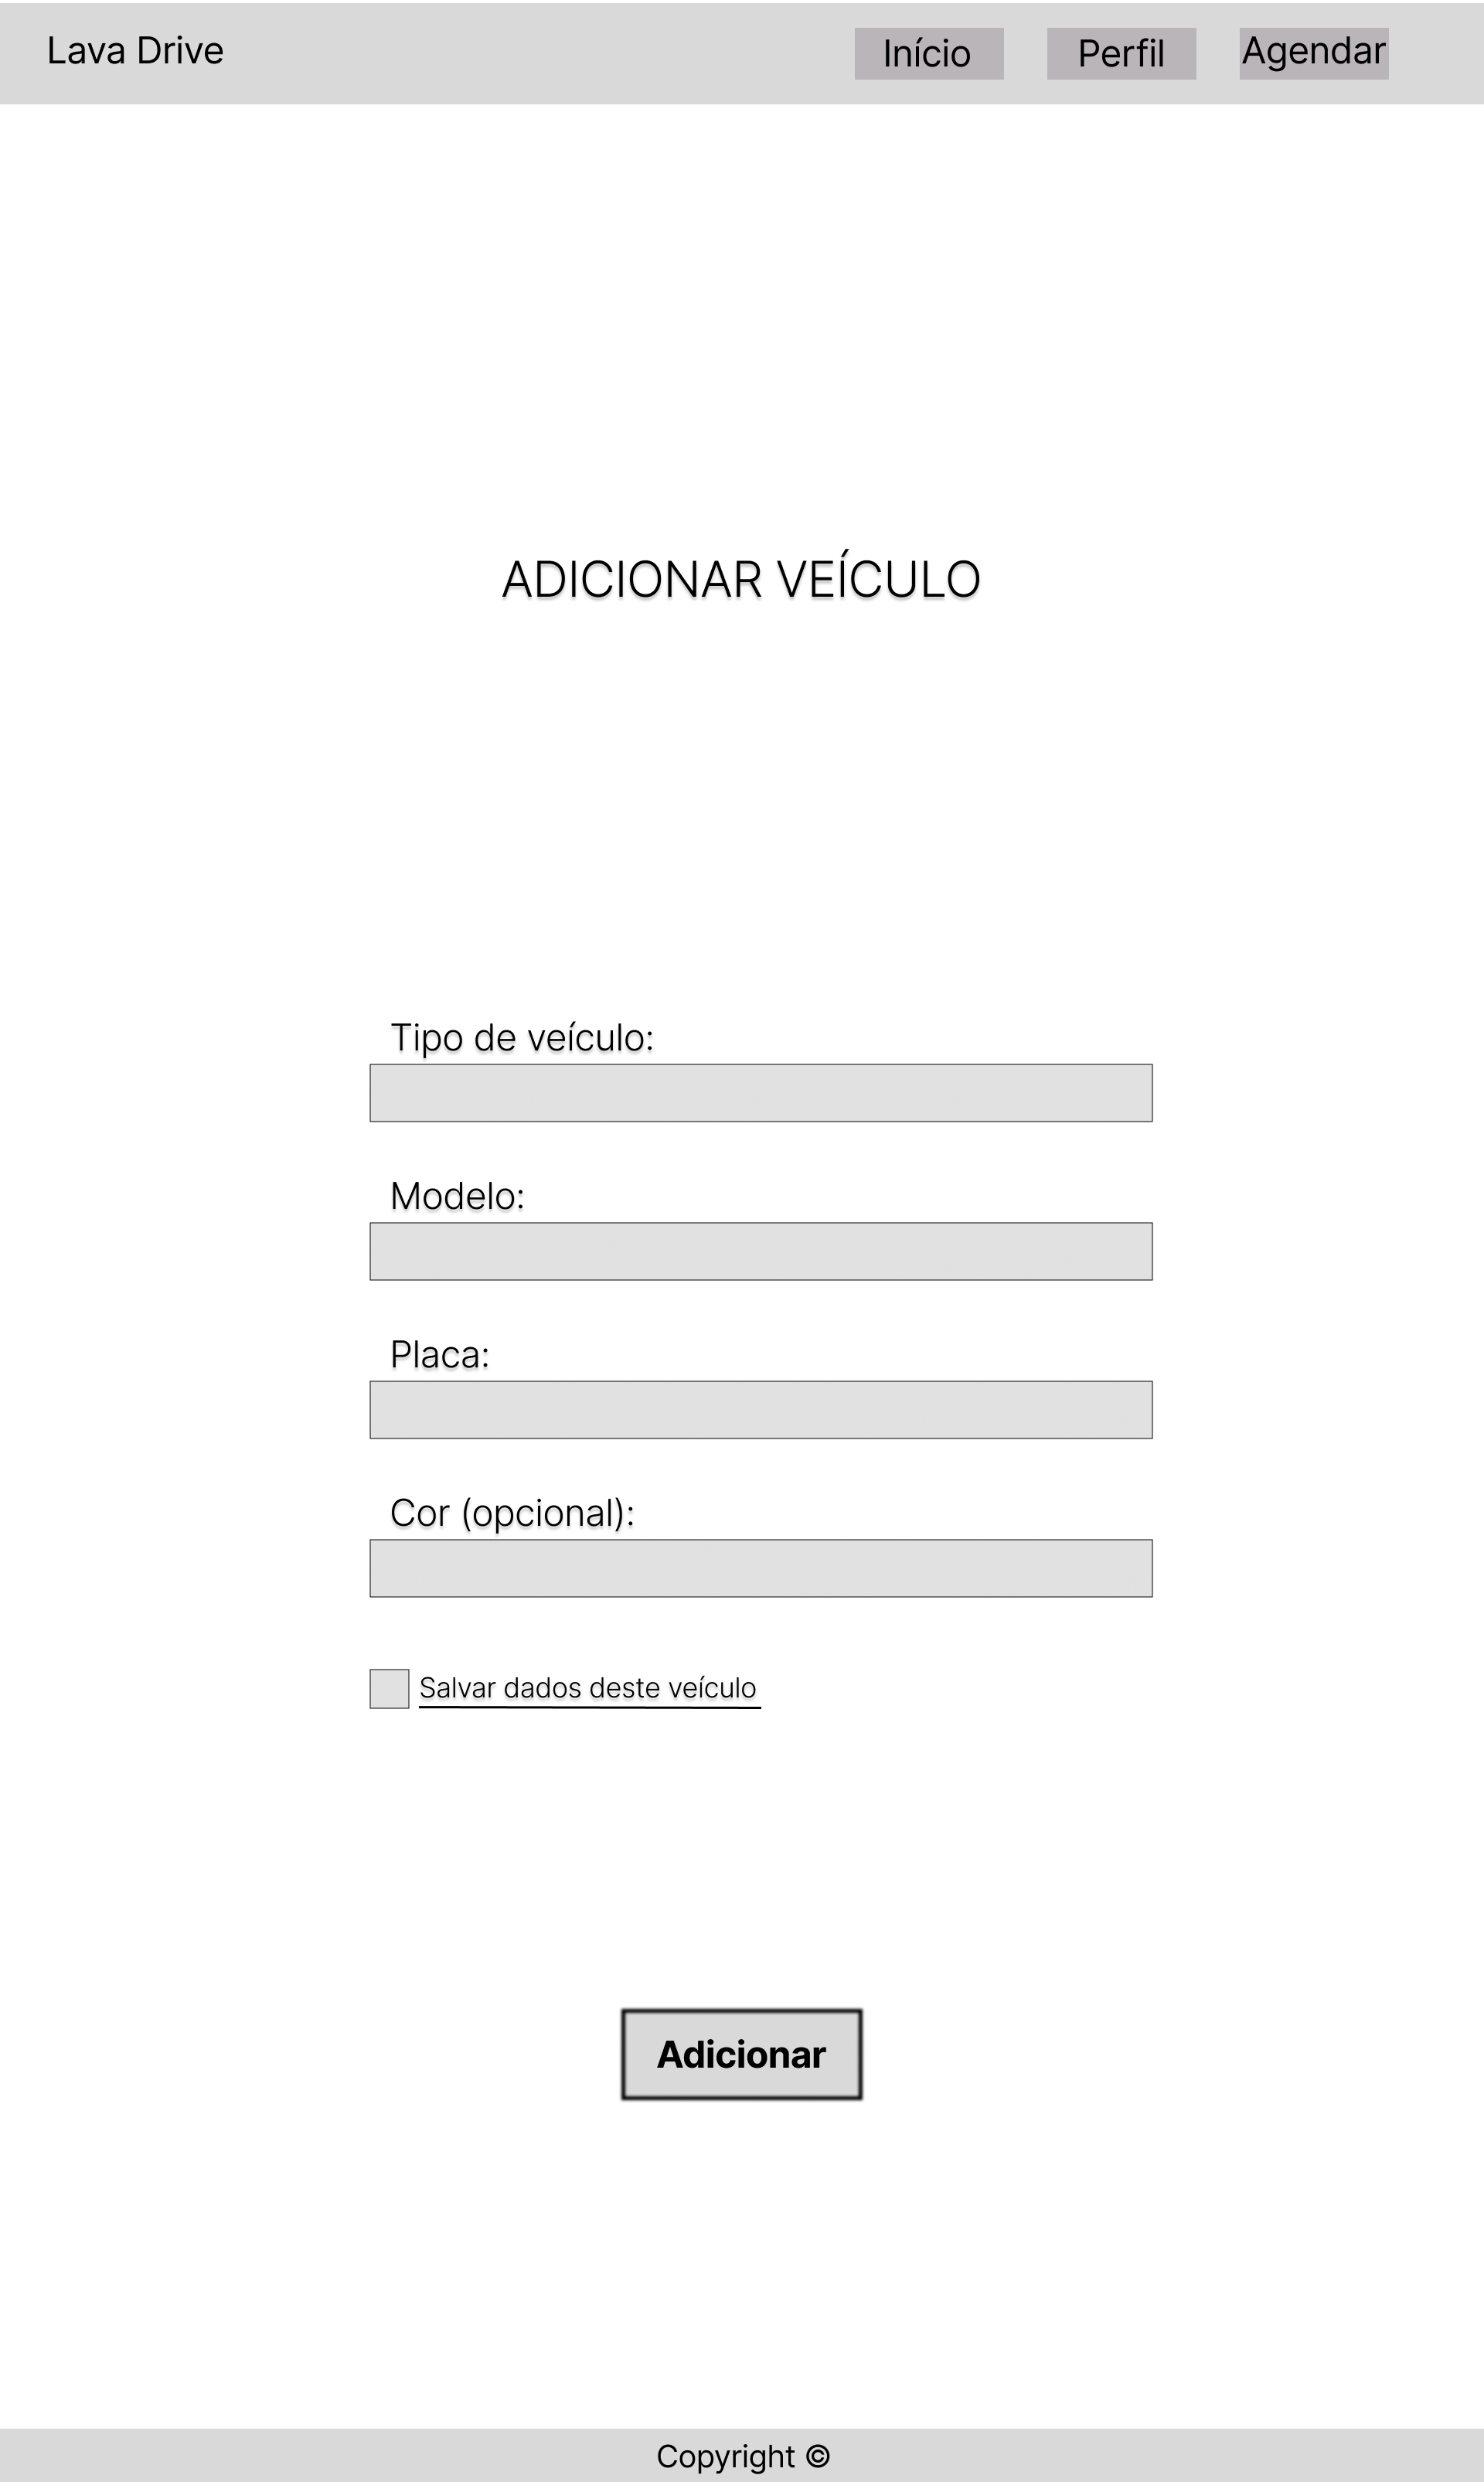 Lava Drive
Início
Perfil
Agendar
ADICIONAR VEÍCULO
Tipo de veículo:
Modelo:
Placa:
Cor (opcional):
Salvar dados deste veículo
Adicionar
Copyright ©